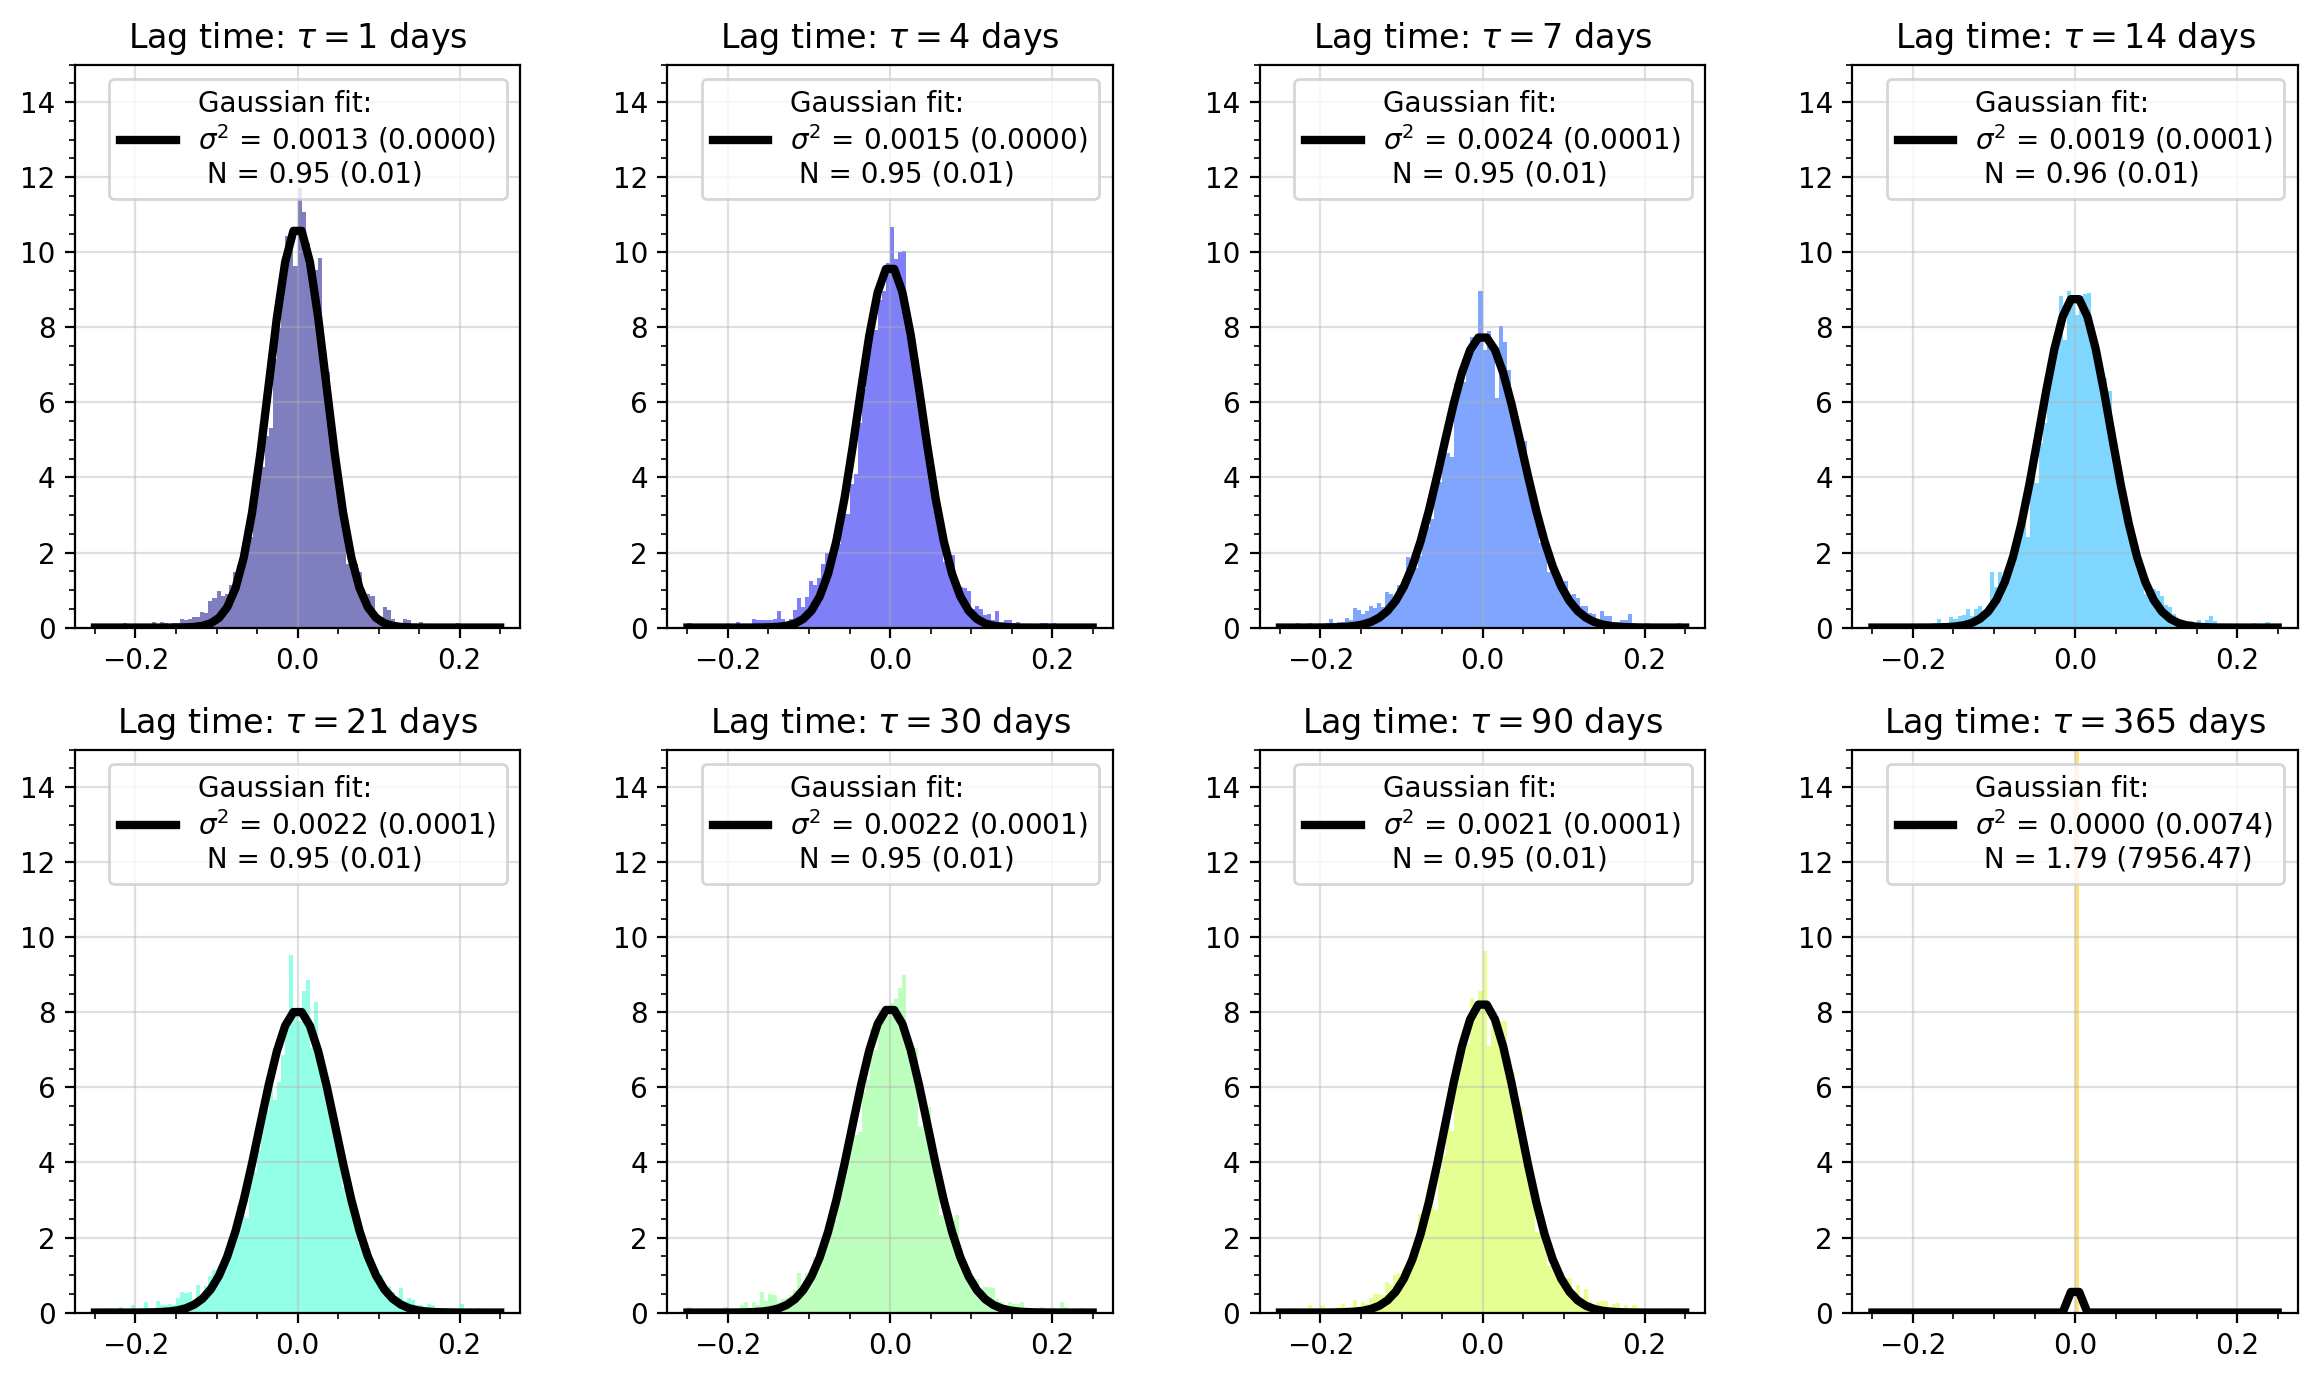 Lag time: τ = 1 days
Gaussian fit:
σ² = 0.0013 (0.0000)
N = 0.95 (0.01)
14
12
10
8
6
4
2
0
−0.2 0.0 0.2
Lag time: τ = 4 days
Gaussian fit:
σ² = 0.0015 (0.0000)
N = 0.95 (0.01)
14
12
10
8
6
4
2
0
−0.2 0.0 0.2
Lag time: τ = 7 days
Gaussian fit:
σ² = 0.0024 (0.0001)
N = 0.95 (0.01)
14
12
10
8
6
4
2
0
−0.2 0.0 0.2
Lag time: τ = 14 days
Gaussian fit:
σ² = 0.0019 (0.0001)
N = 0.96 (0.01)
14
12
10
8
6
4
2
0
−0.2 0.0 0.2
Lag time: τ = 21 days
Gaussian fit:
σ² = 0.0022 (0.0001)
N = 0.95 (0.01)
14
12
10
8
6
4
2
0
−0.2 0.0 0.2
Lag time: τ = 30 days
Gaussian fit:
σ² = 0.0022 (0.0001)
N = 0.95 (0.01)
14
12
10
8
6
4
2
0
−0.2 0.0 0.2
Lag time: τ = 90 days
Gaussian fit:
σ² = 0.0021 (0.0001)
N = 0.95 (0.01)
14
12
10
8
6
4
2
0
−0.2 0.0 0.2
Lag time: τ = 365 days
Gaussian fit:
σ² = 0.0000 (0.0074)
N = 1.79 (7956.47)
14
12
10
8
6
4
2
0
−0.2 0.0 0.2